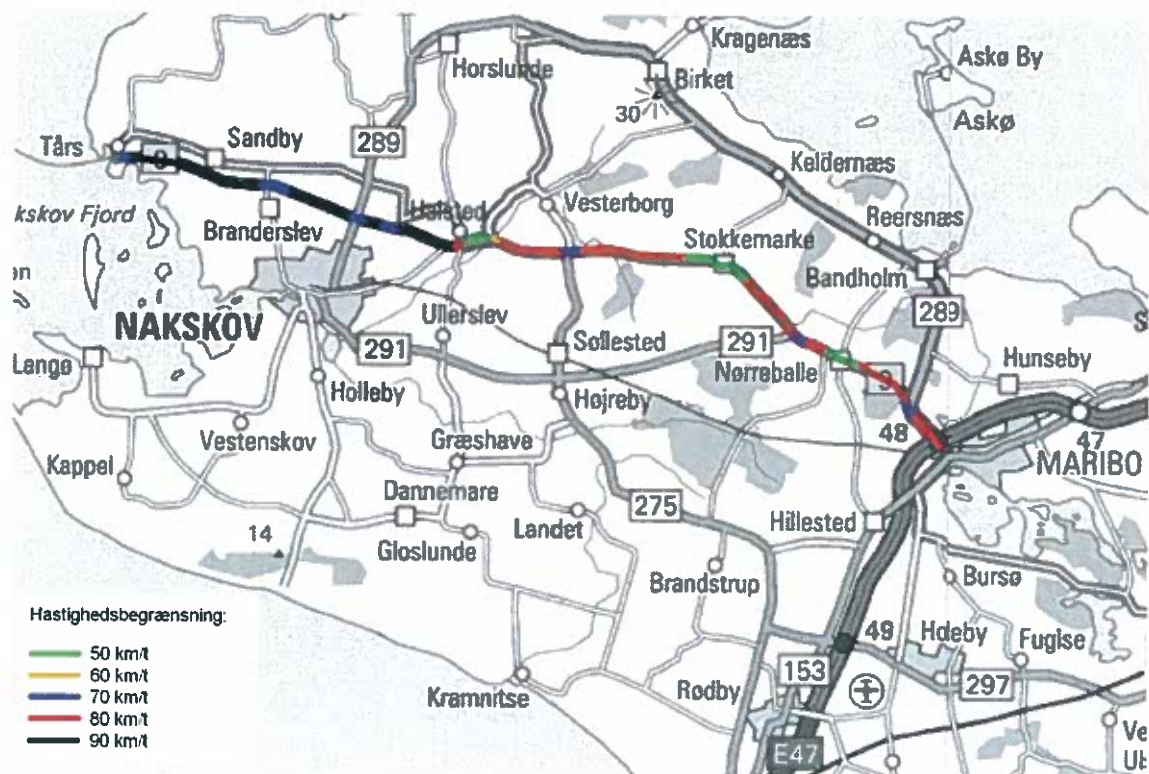 Kragenæs
Askø By
Horslunde
Birket
30
Askø
Sandby
289
Tårs
9
Keldernæs
kskov Fjord
Halsted
Vesterborg
Reersnæs
Branderslev
Stokkemarke
Bandholm
289
NAKSKOV
Ullerslev
291
Søllested
291
Hunseby
Langø
Nørreballe
9
Holleby
Højreby
Vestenskov
Græshave
48
47
MARIBO
Kappel
Dannemare
275
Hillested
14
Gloslunde
Landet
Brandstrup
Bursø
Hastighedsbegrænsning:
50 km/t
60 km/t
70 km/t
80 km/t
90 km/t
49
Hdeby
Fuglse
153
Rødby
297
Kramnitse
E47